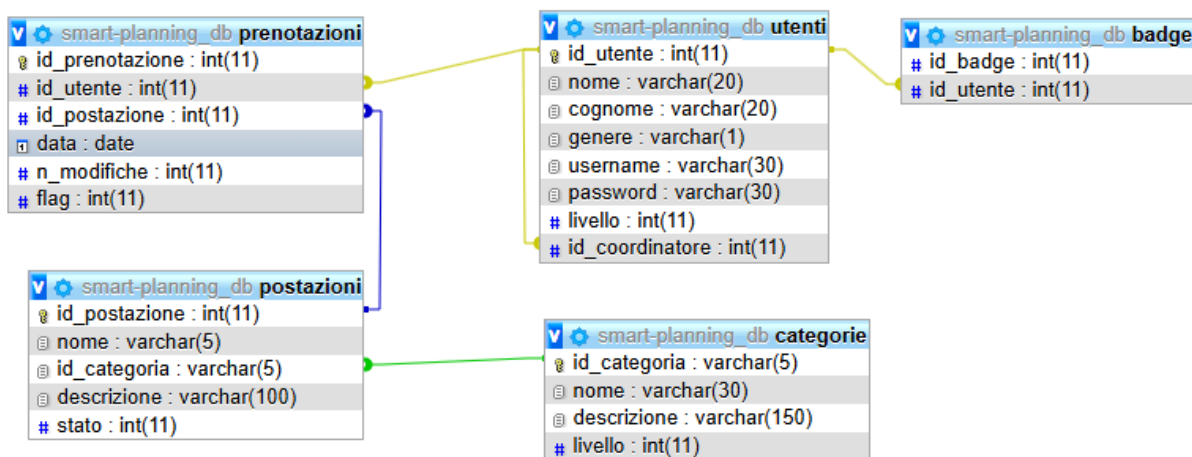 smart-planning_db prenotazioni
id_prenotazione : int(11)
id_utente : int(11)
id_postazione : int(11)
data : date
n_modifiche : int(11)
flag : int(11)
smart-planning_db utenti
id_utente : int(11)
nome : varchar(20)
cognome : varchar(20)
genere : varchar(1)
username : varchar(30)
password : varchar(30)
livello : int(11)
id_coordinatore : int(11)
smart-planning_db badge
id_badge : int(11)
id_utente : int(11)
smart-planning_db postazioni
id_postazione : int(11)
nome : varchar(5)
id_categoria : varchar(5)
descrizione : varchar(100)
stato : int(11)
smart-planning_db categorie
id_categoria : varchar(5)
nome : varchar(30)
descrizione : varchar(150)
livello : int(11)